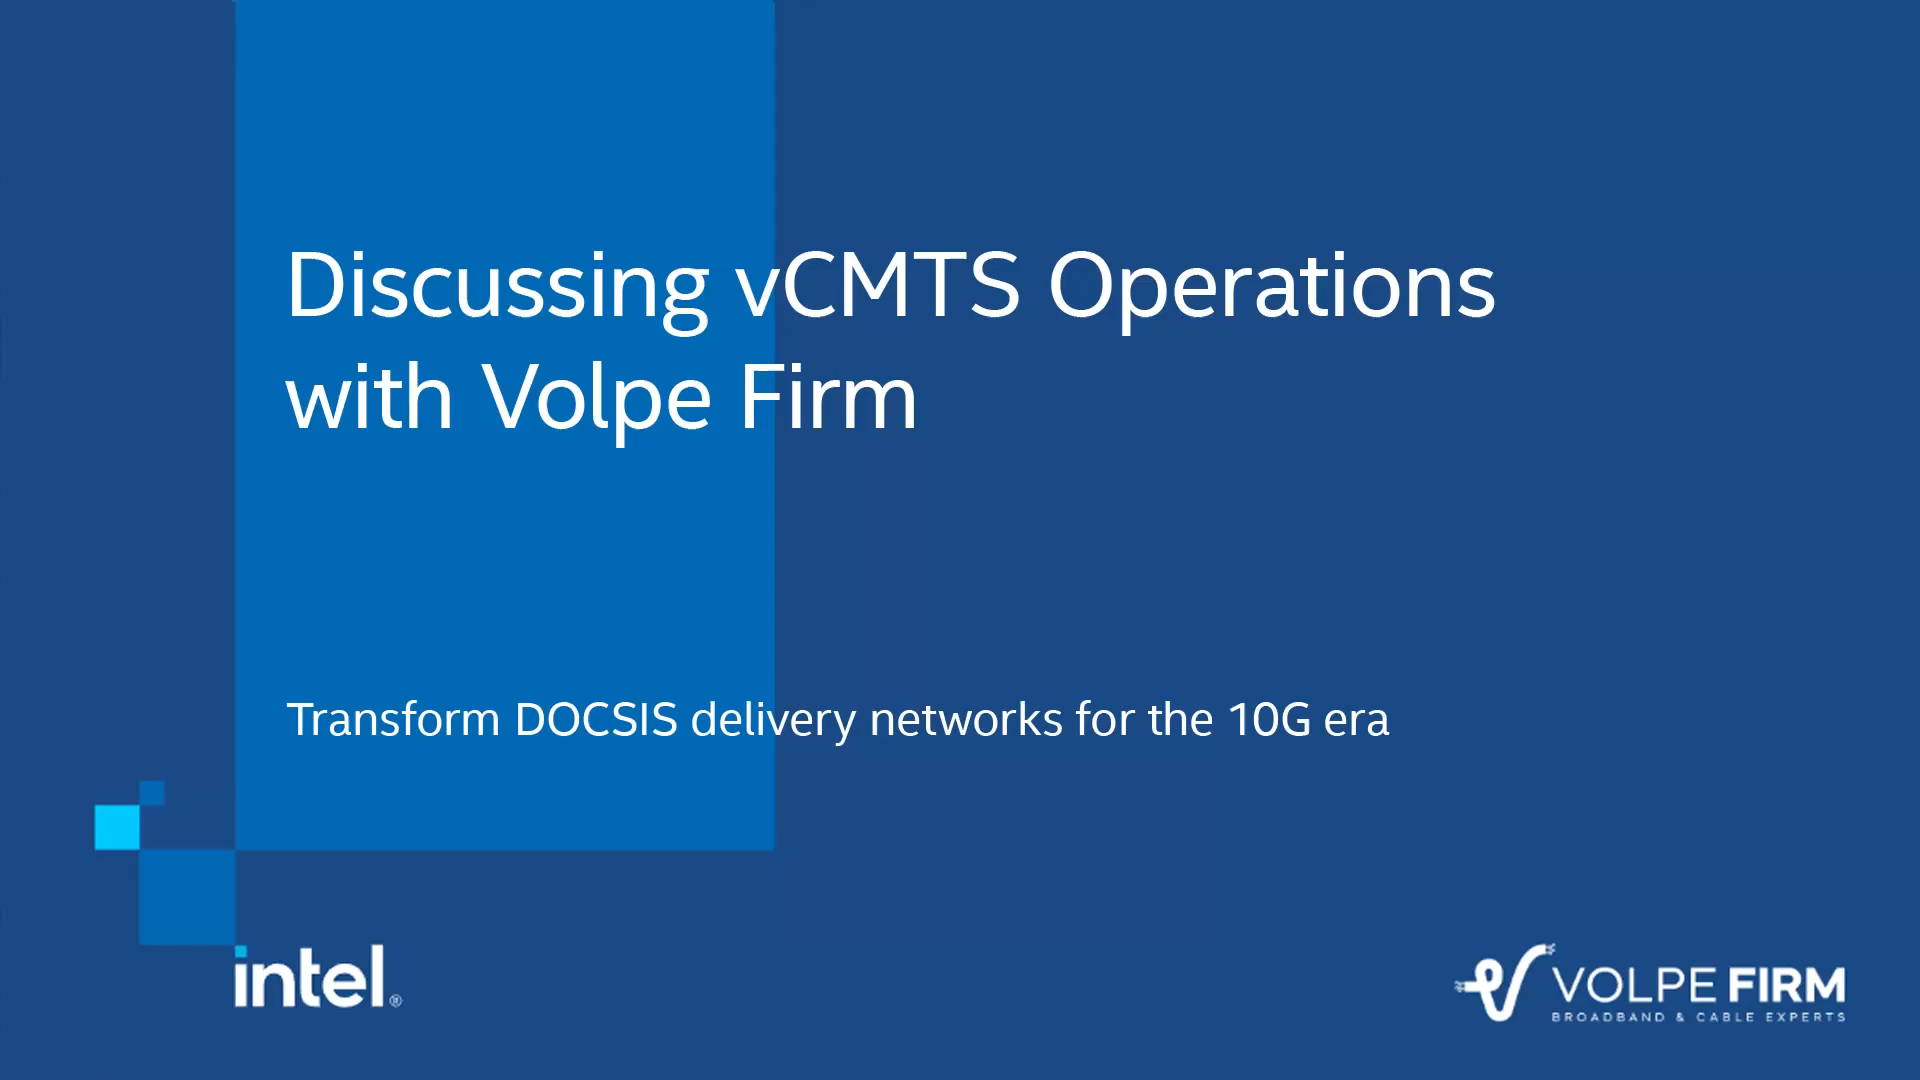 Discussing vCMTS Operations
with Volpe Firm
Transform DOCSIS delivery networks for the 10G era
intel®
VOLPE FIRM
BROADBAND & CABLE EXPERTS